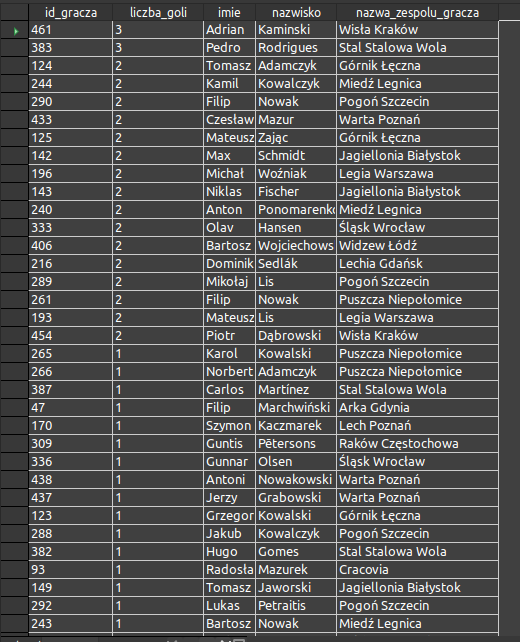 id_gracza liczba_goli imie nazwisko nazwa_zespolu_gracza
461 3 Adrian Kaminski Wisła Kraków
383 3 Pedro Rodrigues Stal Stalowa Wola
124 2 Tomasz Adamczyk Górnik Łęczna
244 2 Kamil Kowalczyk Miedź Legnica
290 2 Filip Nowak Pogoń Szczecin
433 2 Czesław Mazur Warta Poznań
125 2 Mateusz Zając Górnik Łęczna
142 2 Max Schmidt Jagiellonia Białystok
196 2 Michał Woźniak Legia Warszawa
143 2 Niklas Fischer Jagiellonia Białystok
240 2 Anton Ponomarenko Miedź Legnica
333 2 Olav Hansen Śląsk Wrocław
406 2 Bartosz Wojciechows Widzew Łódź
216 2 Dominik Sedlák Lechia Gdańsk
289 2 Mikołaj Lis Pogoń Szczecin
261 2 Filip Nowak Puszcza Niepołomice
193 2 Mateusz Lis Legia Warszawa
454 2 Piotr Dąbrowski Wisła Kraków
265 1 Karol Kowalski Puszcza Niepołomice
266 1 Norbert Adamczyk Puszcza Niepołomice
387 1 Carlos Martínez Stal Stalowa Wola
47 1 Filip Marchwiński Arka Gdynia
170 1 Szymon Kaczmarek Lech Poznań
309 1 Guntis Pētersons Raków Częstochowa
336 1 Gunnar Olsen Śląsk Wrocław
438 1 Antoni Nowakowski Warta Poznań
437 1 Jerzy Grabowski Warta Poznań
123 1 Grzegor Kowalski Górnik Łęczna
288 1 Jakub Kowalczyk Pogoń Szczecin
382 1 Hugo Gomes Stal Stalowa Wola
93 1 Radosła Mazurek Cracovia
149 1 Tomasz Jaworski Jagiellonia Białystok
292 1 Lukas Petraitis Pogoń Szczecin
243 1 Bartosz Nowak Miedź Legnica